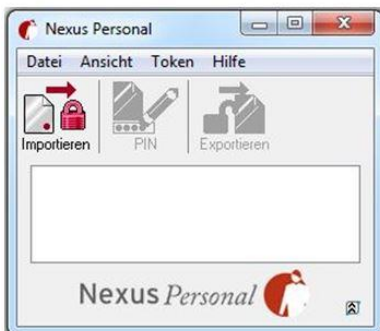 Nexus Personal
Datei Ansicht Token Hilfe
Importieren PIN Exportieren
Nexus Personal